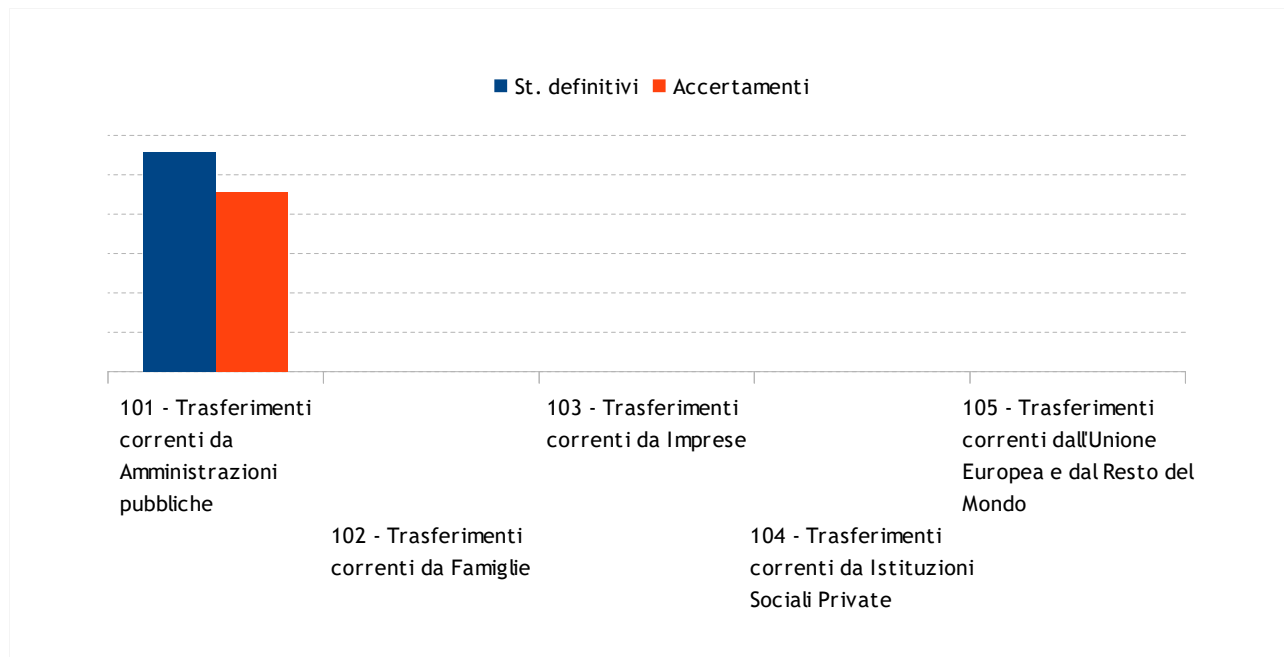 St. definitivi Accertamenti
101 - Trasferimenti
correnti da
Amministrazioni
pubbliche
102 - Trasferimenti
correnti da Famiglie
103 - Trasferimenti
correnti da Imprese
104 - Trasferimenti
correnti da Istituzioni
Sociali Private
105 - Trasferimenti
correnti dall'Unione
Europea e dal Resto del
Mondo